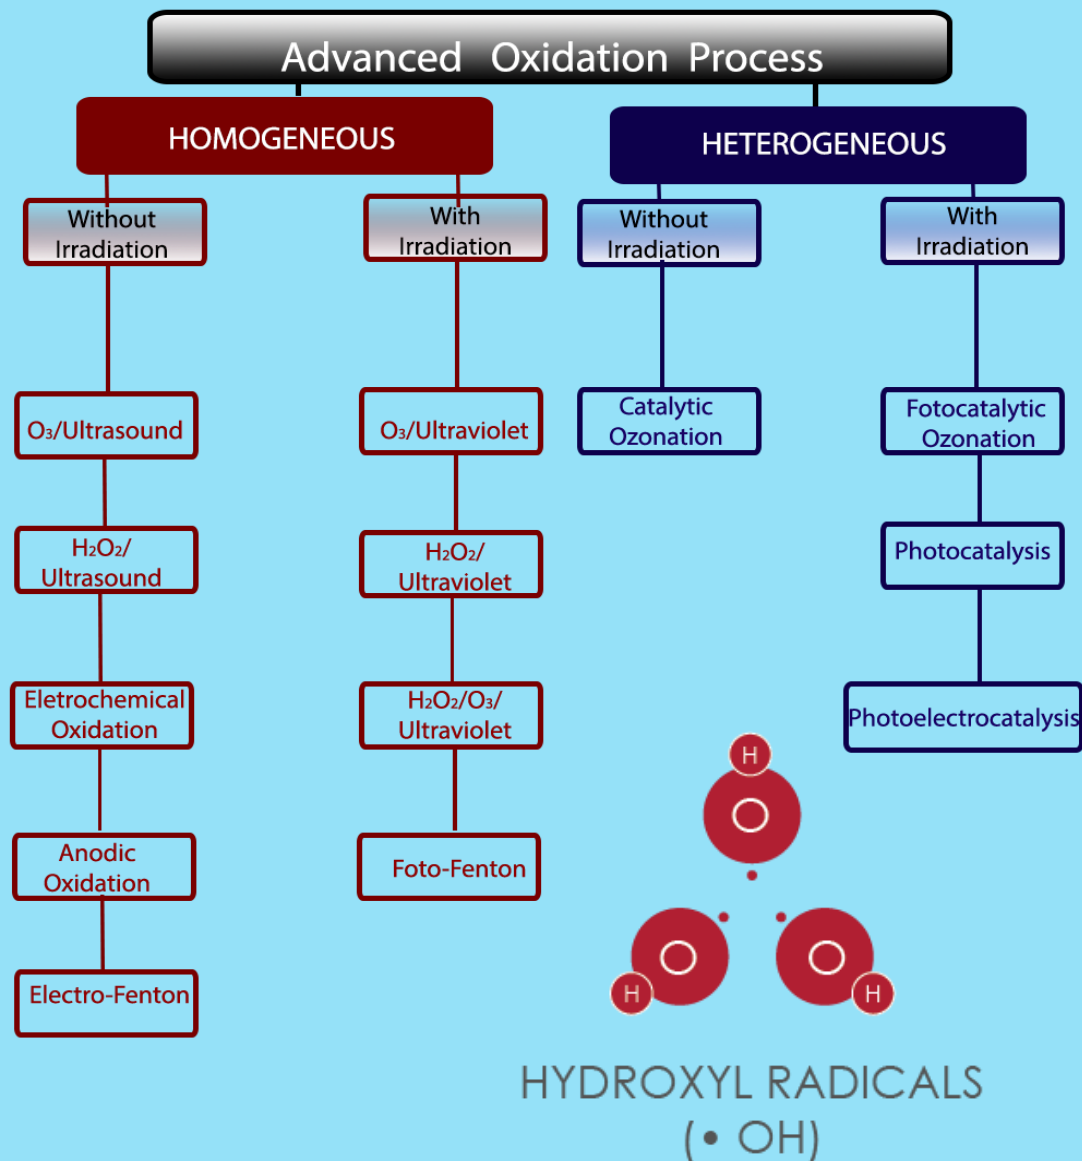 Advanced Oxidation Process
HOMOGENEOUS
HETEROGENEOUS
Without
Irradiation
With
Irradiation
Without
Irradiation
With
Irradiation
O₃/Ultrasound
H₂O₂/
Ultrasound
Eletrochemical
Oxidation
Anodic
Oxidation
Electro-Fenton
O₃/Ultraviolet
H₂O₂/
Ultraviolet
H₂O₂/O₃/
Ultraviolet
Foto-Fenton
Catalytic
Ozonation
Fotocatalytic
Ozonation
Photocatalysis
Photoelectrocatalysis
H
O
O
H
O
H
HYDROXYL RADICALS
(• OH)